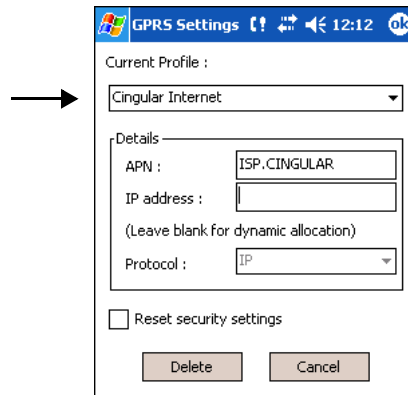 GPRS Settings 12:12 ok
Current Profile :
Cingular Internet
Details
APN : ISP.CINGULAR
IP address :
(Leave blank for dynamic allocation)
Protocol : IP
Reset security settings
Delete Cancel